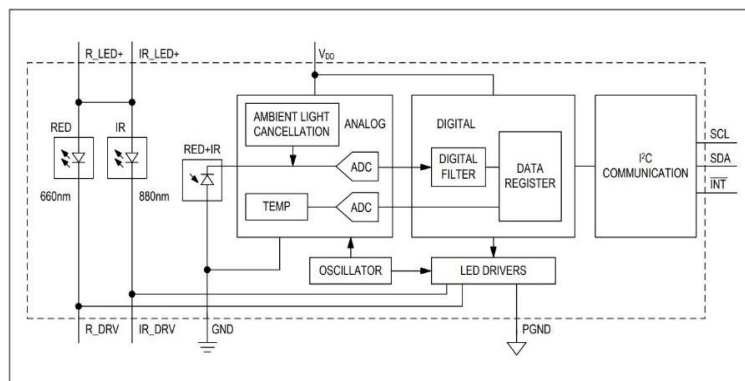 R_LED+ IR_LED+ V_DD
RED IR
660nm 880nm
RED+IR
AMBIENT LIGHT
CANCELLATION
ANALOG
ADC
TEMP
ADC
DIGITAL
DIGITAL
FILTER
DATA
REGISTER
I²C
COMMUNICATION
SCL
SDA
INT
OSCILLATOR
LED DRIVERS
R_DRV IR_DRV GND PGND